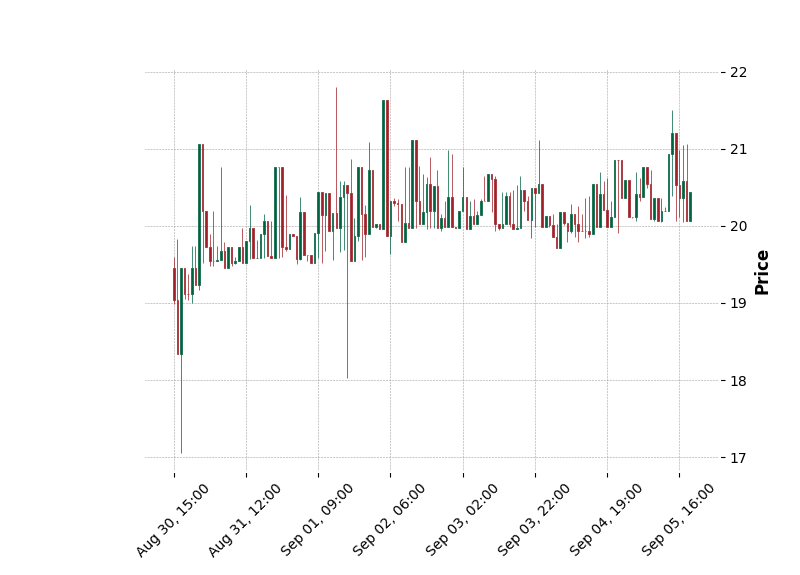 22
21
20
19
18
17
Price
Aug 30, 15:00
Aug 31, 12:00
Sep 01, 09:00
Sep 02, 06:00
Sep 03, 02:00
Sep 03, 22:00
Sep 04, 19:00
Sep 05, 16:00